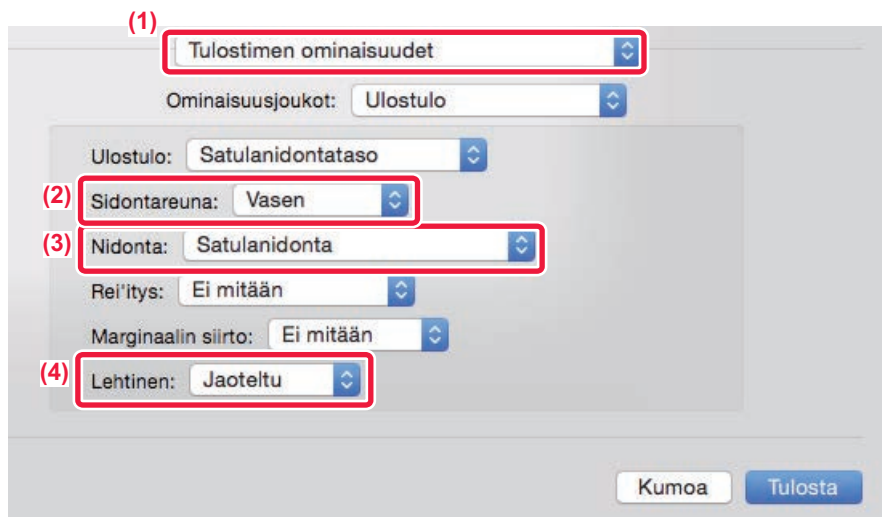 (1)
Tulostimen ominaisuudet
Ominaisuusjoukot: Ulostulo
Ulostulo: Satulanidontataso
(2) Sidontareuna: Vasen
(3) Nidonta: Satulanidonta
Rei'itys: Ei mitään
Marginaalin siirto: Ei mitään
(4) Lehtinen: Jaoteltu
Kumoa Tulosta